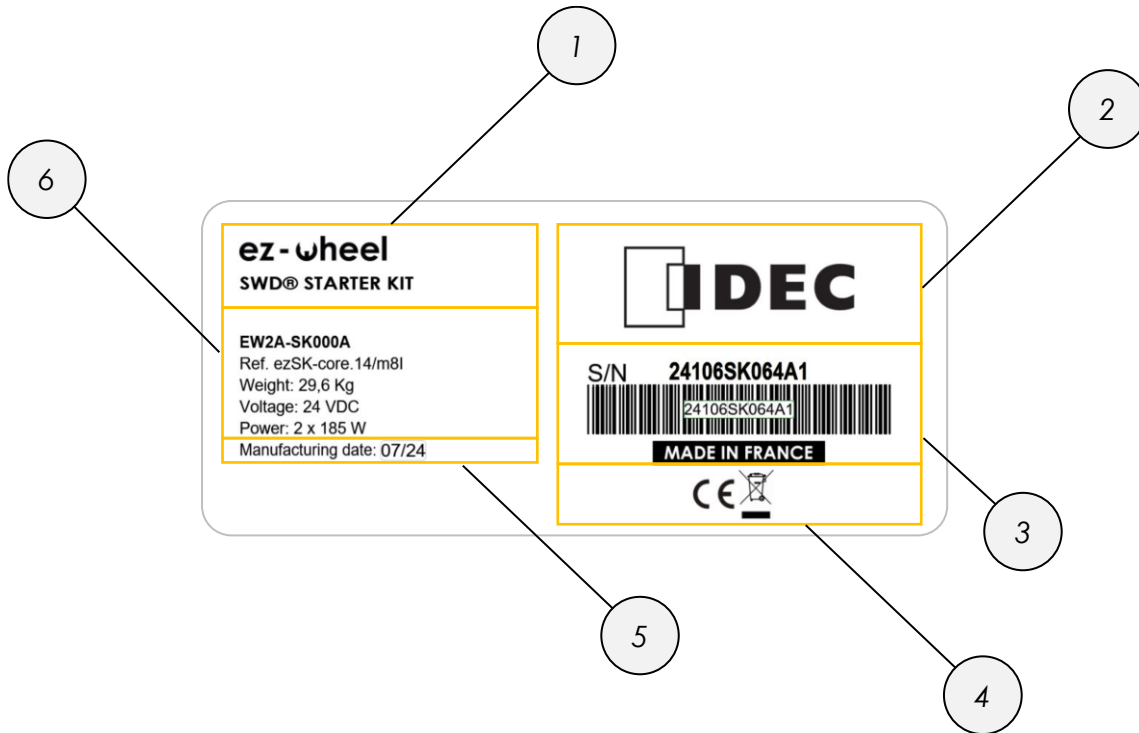 1
2
6
ez-wheel
SWD® STARTER KIT
EW2A-SK000A
Ref. ezSK-core.14/m8I
Weight: 29,6 Kg
Voltage: 24 VDC
Power: 2 x 185 W
Manufacturing date: 07/24
IDEC
S/N 24106SK064A1
24106SK064A1
MADE IN FRANCE
CE
3
5
4